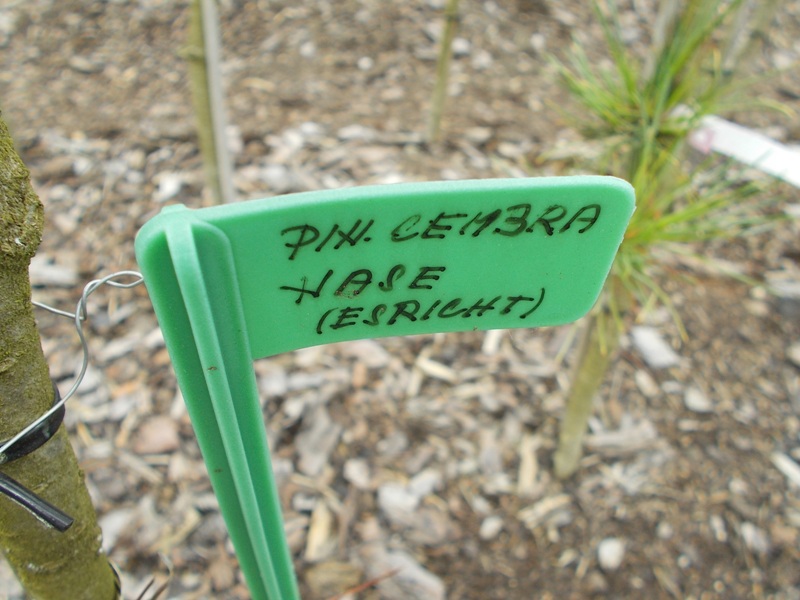 PIN. CEMBRA
HASE
(ESRICHT)